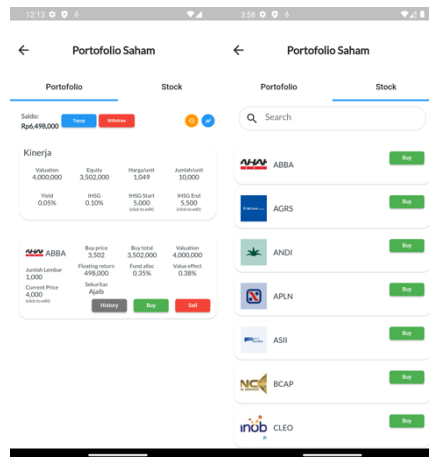 12:13
Portofolio Saham
Portofolio Stock
Saldo:
Rp6,498,000 Topup Withdraw
Kinerja
Valuation Equity Harga/unit Jumlah/unit
4,000,000 3,502,000 1,049 10,000
Yield IHSG IHSG Start IHSG End
0.05% 0.10% 5,000 5,500
(click to edit) (click to edit)
ABBA
Buy price Buy total Valuation
3,502 3,502,000 4,000,000
Jumlah Lembar Floating return Fund alloc Value effect
1,000 498,000 0.25% 0.38%
Current Price Sekuritas
4,000 Ajaib
(click to edit)
History Buy Sell
3:56
Portofolio Saham
Portofolio Stock
Search
ABBA Buy
AGRS Buy
ANDI Buy
APLN Buy
ASII Buy
NC BCAP Buy
inob CLEO Buy